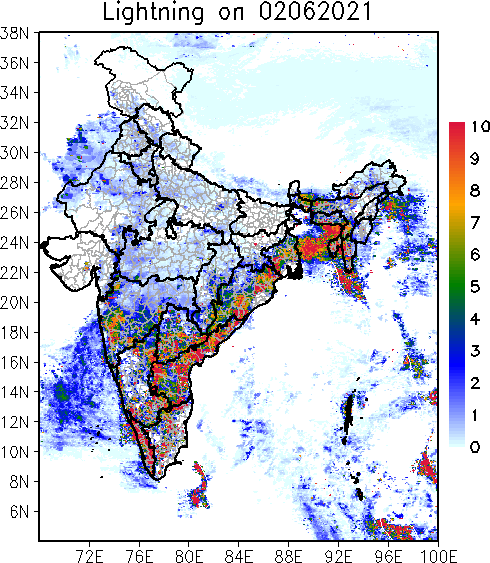 Lightning on 02062021
38N
36N
34N
32N
30N
28N
26N
24N
22N
20N
18N
16N
14N
12N
10N
8N
6N
72E 76E 80E 84E 88E 92E 96E 100E
10
9
8
7
6
5
4
3
2
1
0